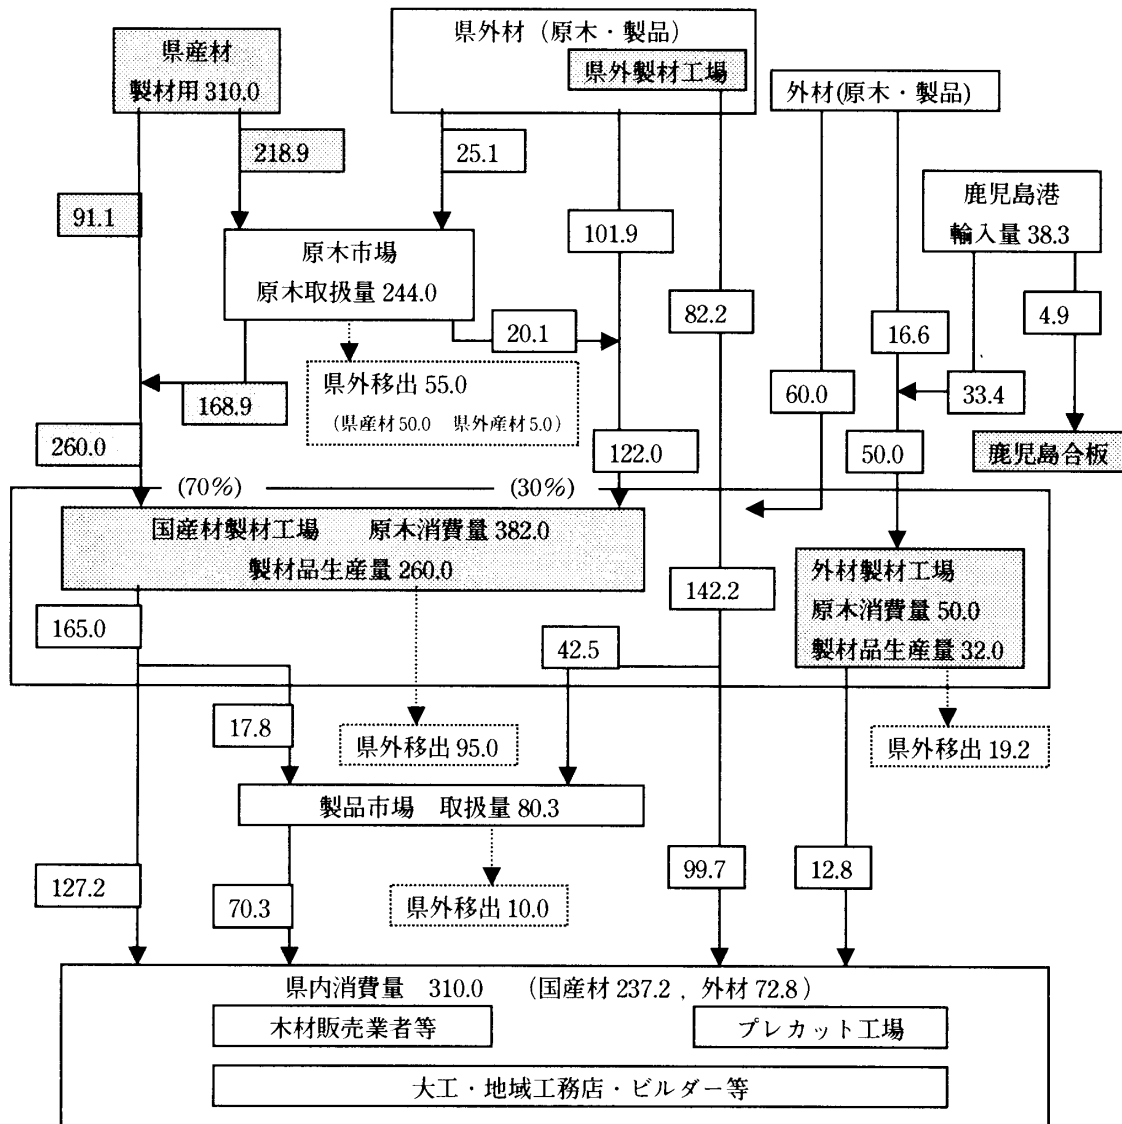 県外材（原木・製品）
県産材
製材用 310.0
県外製材工場
外材(原木・製品)
218.9
25.1
鹿児島港
輸入量 38.3
91.1
101.9
原木市場
原木取扱量 244.0
82.2
4.9
20.1
16.6
県外移出 55.0
（県産材 50.0　県外産材 5.0）
168.9
60.0
33.4
260.0
122.0
50.0
鹿児島合板
(70%)
(30%)
国産材製材工場　原木消費量 382.0
製材品生産量 260.0
外材製材工場
原木消費量 50.0
製材品生産量 32.0
142.2
165.0
42.5
17.8
県外移出 95.0
県外移出 19.2
製品市場　取扱量 80.3
127.2
70.3
県外移出 10.0
99.7
12.8
県内消費量　310.0　（国産材 237.2 , 外材 72.8）
木材販売業者等
プレカット工場
大工・地域工務店・ビルダー等